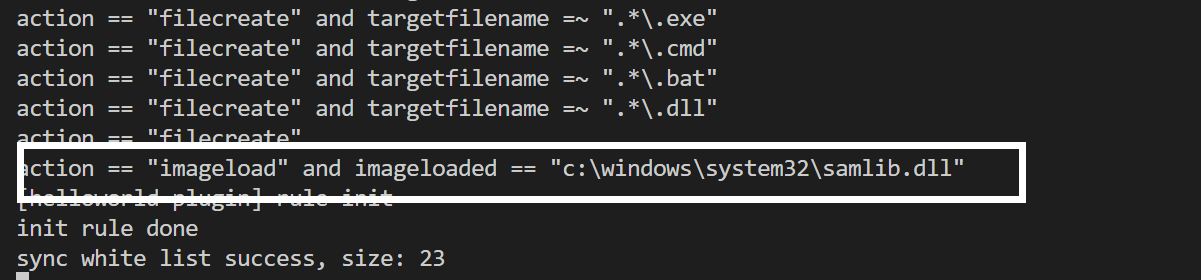 action == "filecreate" and targetfilename =~ ".*\.exe"
action == "filecreate" and targetfilename =~ ".*\.cmd"
action == "filecreate" and targetfilename =~ ".*\.bat"
action == "filecreate" and targetfilename =~ ".*\.dll"
action == "filecreate"
action == "imageload" and imageloaded == "c:\windows\system32\samlib.dll"
[helloworld plugin] rule init
init rule done
sync white list success, size: 23